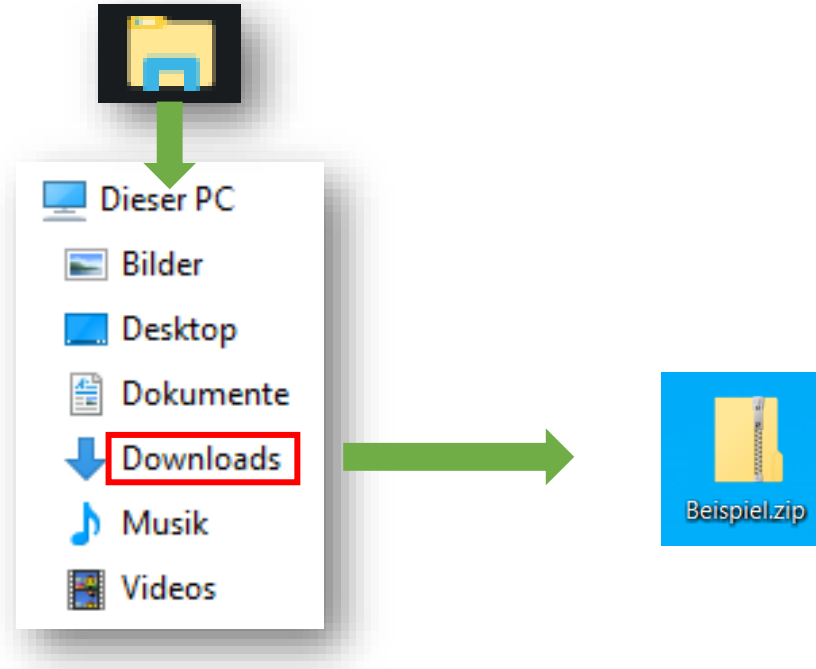 Dieser PC
Bilder
Desktop
Dokumente
Downloads
Musik
Videos
Beispiel.zip